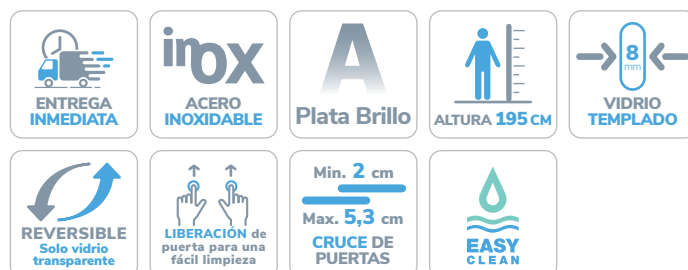 ENTREGA
INMEDIATA
inox
ACERO
INOXIDABLE
A
Plata Brillo
ALTURA 195 CM
8
mm
VIDRIO
TEMPLADO
REVERSIBLE
Solo vidrio
transparente
LIBERACIÓN de
puerta para una
fácil limpieza
Min. 2 cm
Max. 5,3 cm
CRUCE DE
PUERTAS
EASY
CLEAN